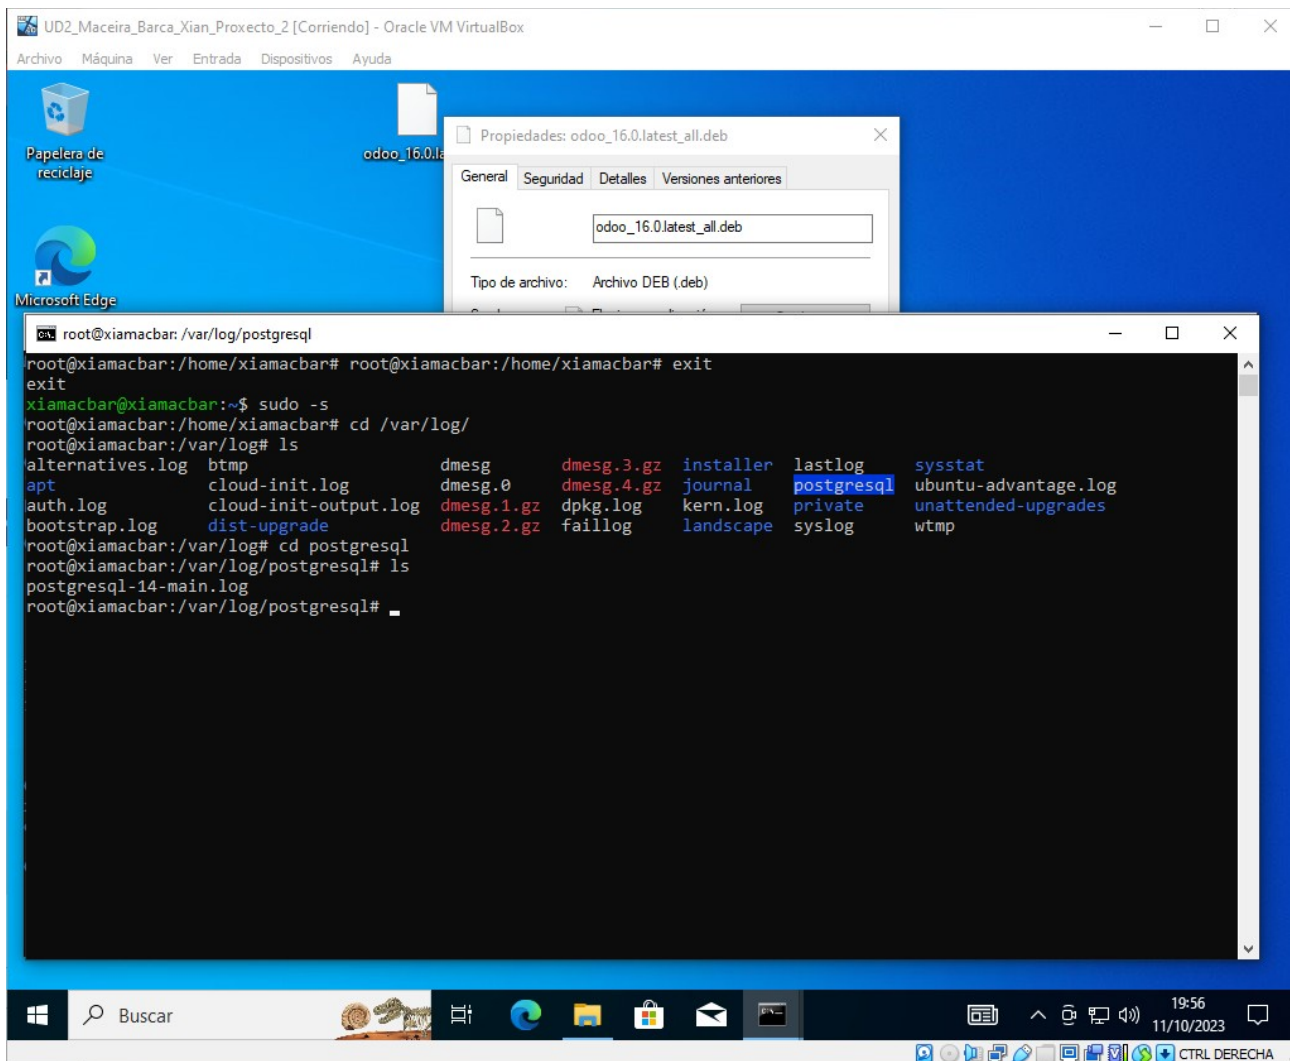 UD2_Maceira_Barca_Xian_Proxecto_2 [Corriendo] - Oracle VM VirtualBox
Archivo Máquina Ver Entrada Dispositivos Ayuda
Papelera de
reciclaje
odoo_16.0.la
Microsoft Edge
Propiedades: odoo_16.0.latest_all.deb
General Seguridad Detalles Versiones anteriores
odoo_16.0.latest_all.deb
Tipo de archivo: Archivo DEB (.deb)
root@xiamacbar: /var/log/postgresql
root@xiamacbar:/home/xiamacbar# root@xiamacbar:/home/xiamacbar# exit
exit
xiamacbar@xiamacbar:~$ sudo -s
root@xiamacbar:/home/xiamacbar# cd /var/log/
root@xiamacbar:/var/log# ls
alternatives.log btmp dmesg dmesg.3.gz installer lastlog sysstat
apt cloud-init.log dmesg.0 dmesg.4.gz journal postgresql ubuntu-advantage.log
auth.log cloud-init-output.log dmesg.1.gz dpkg.log kern.log private unattended-upgrades
bootstrap.log dist-upgrade dmesg.2.gz faillog landscape syslog wtmp
root@xiamacbar:/var/log# cd postgresql
root@xiamacbar:/var/log/postgresql# ls
postgresql-14-main.log
root@xiamacbar:/var/log/postgresql#
Buscar
19:56
11/10/2023
CTRL DERECHA